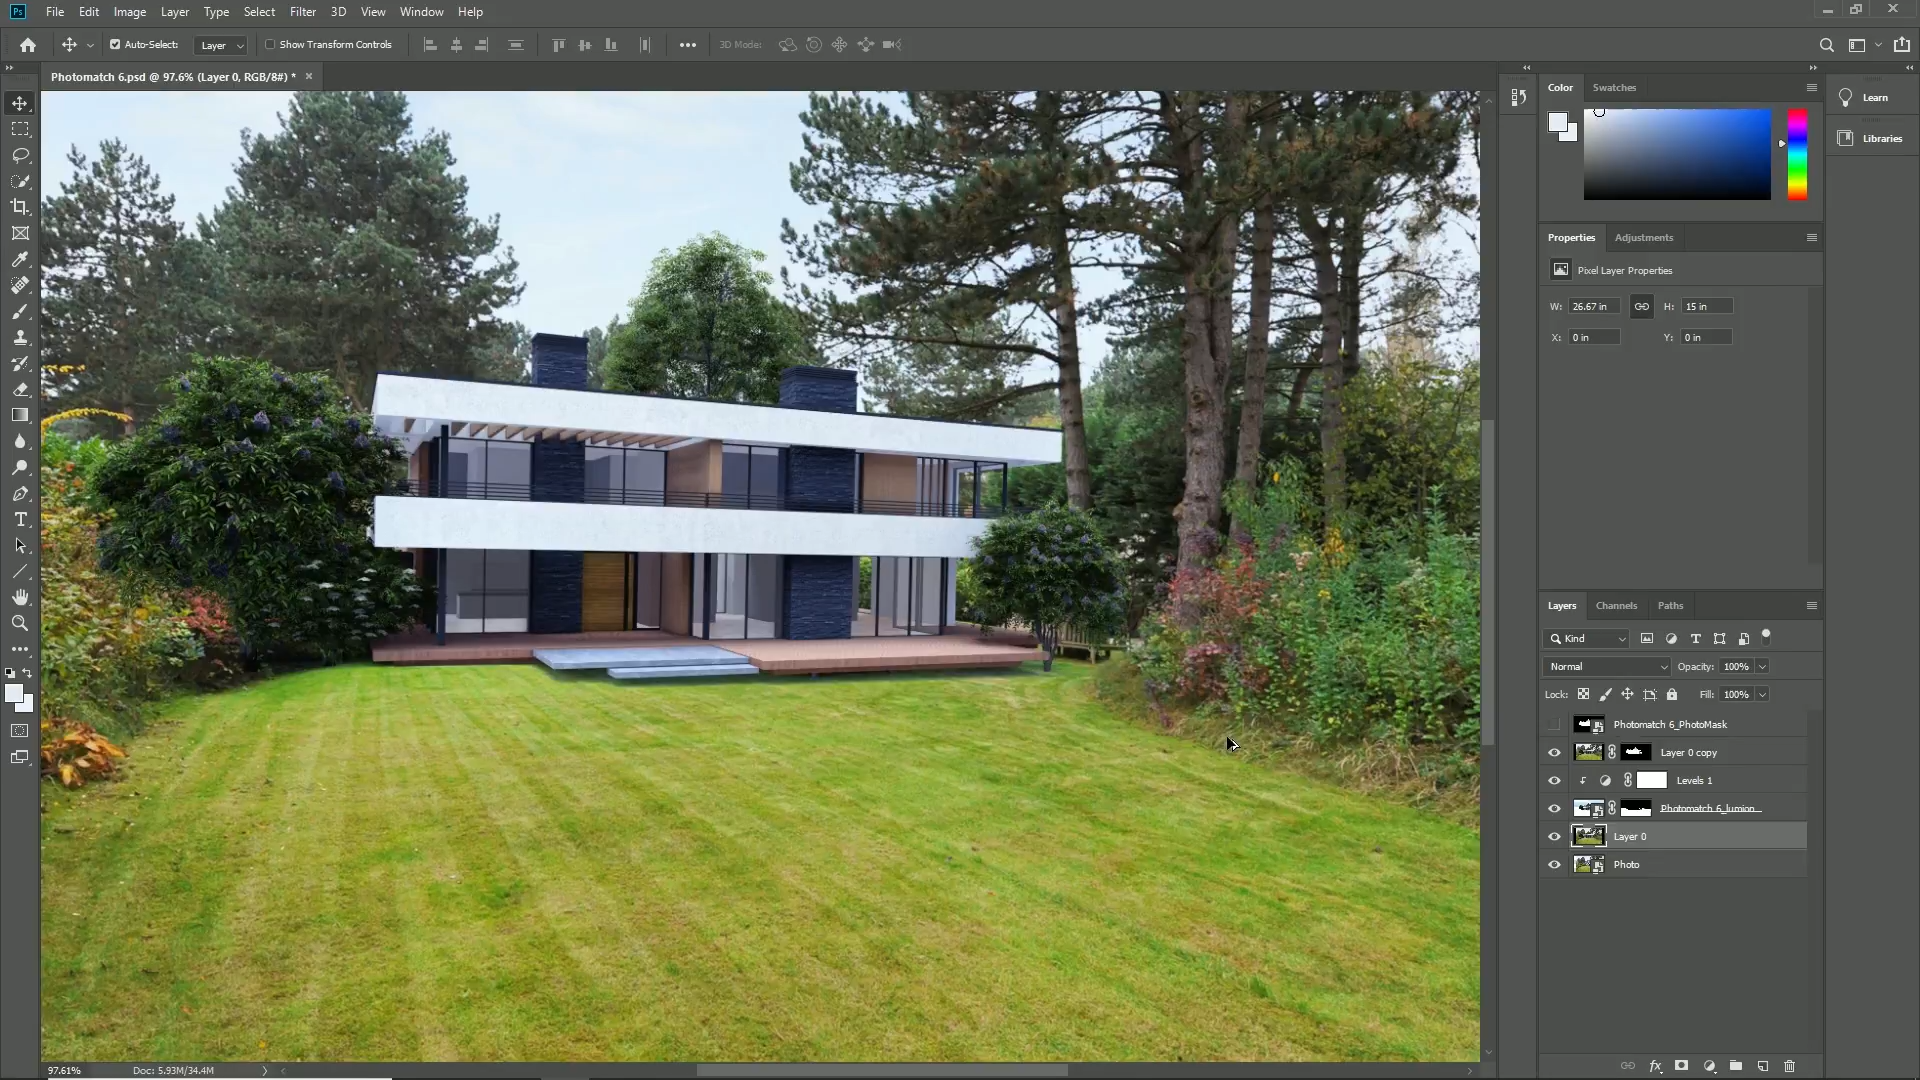 Ps File Edit Image Layer Type Select Filter 3D View Window Help
Auto-Select: Layer Show Transform Controls 3D Mode:
Photomatch 6.psd @ 97.6% (Layer 0, RGB/8#) *
Color Swatches
Learn
Libraries
Properties Adjustments
Pixel Layer Properties
W: 26.67 in H: 15 in
X: 0 in Y: 0 in
Layers Channels Paths
Kind
Normal Opacity: 100%
Lock: Fill: 100%
Photomatch 6_PhotoMask
Layer 0 copy
Levels 1
Photomatch 6_lumion...
Layer 0
Photo
97.61% Doc: 5.93M/34.4M